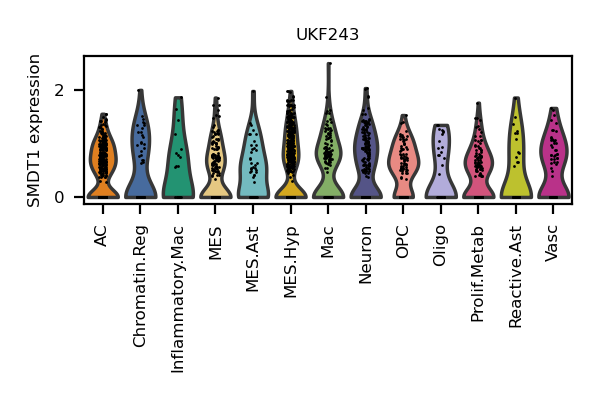 UKF243
SMDT1 expression
2
0
AC
Chromatin.Reg
Inflammatory.Mac
MES
MES.Ast
MES.Hyp
Mac
Neuron
OPC
Oligo
Prolif.Metab
Reactive.Ast
Vasc